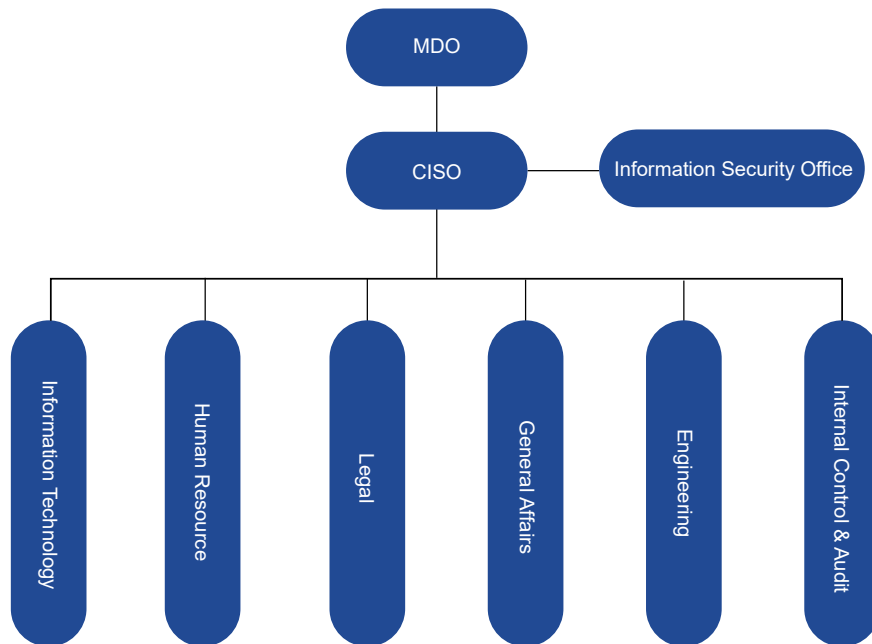 MDO
CISO
Information Security Office
Information Technology
Human Resource
Legal
General Affairs
Engineering
Internal Control & Audit